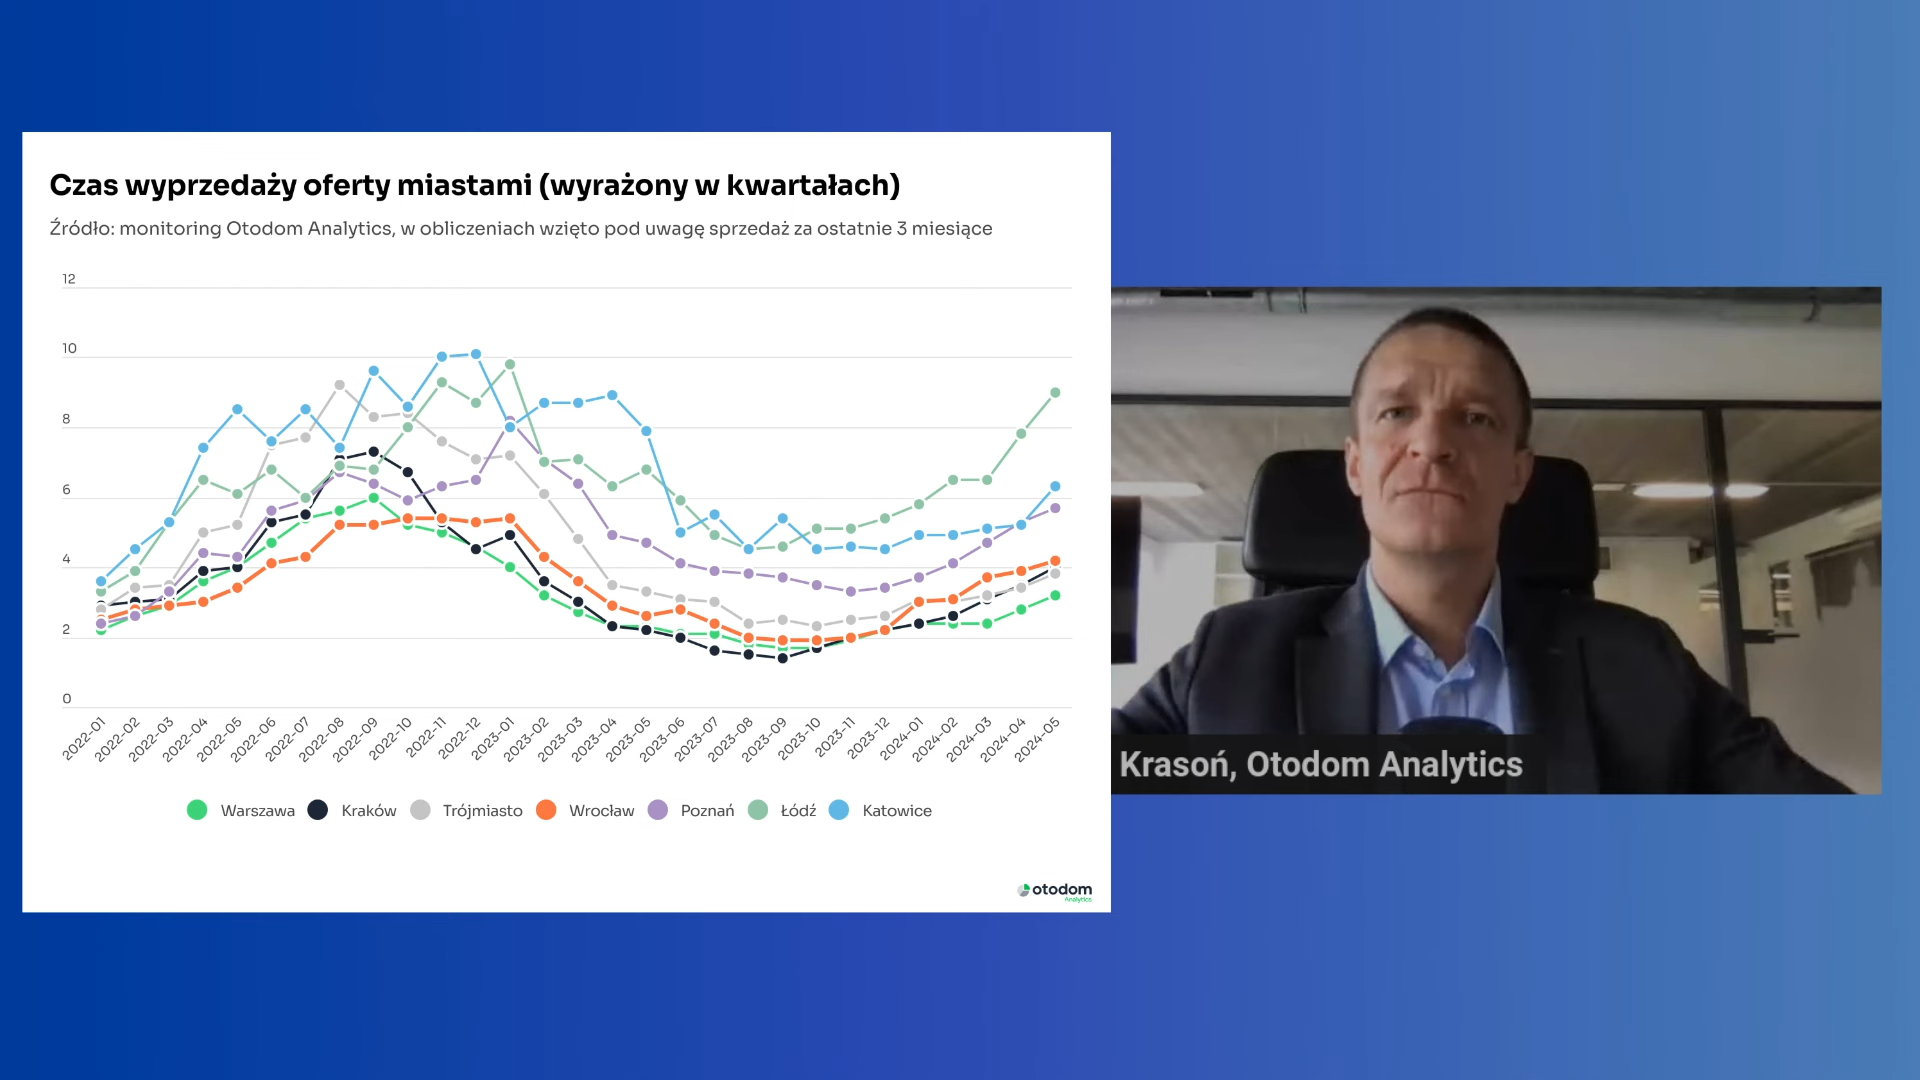 Czas wyprzedaży oferty miastami (wyrażony w kwartałach)
Źródło: monitoring Otodom Analytics, w obliczeniach wzięto pod uwagę sprzedaż za ostatnie 3 miesiące
12
10
8
6
4
2
0
2022-01 2022-02 2022-03 2022-04 2022-05 2022-06 2022-07 2022-08 2022-09 2022-10 2022-11 2022-12 2023-01 2023-02 2023-03 2023-04 2023-05 2023-06 2023-07 2023-08 2023-09 2023-10 2023-11 2023-12 2024-01 2024-02 2024-03 2024-04 2024-05
Warszawa Kraków Trójmiasto Wrocław Poznań Łódź Katowice
otodom
Analytics
Krasoń, Otodom Analytics